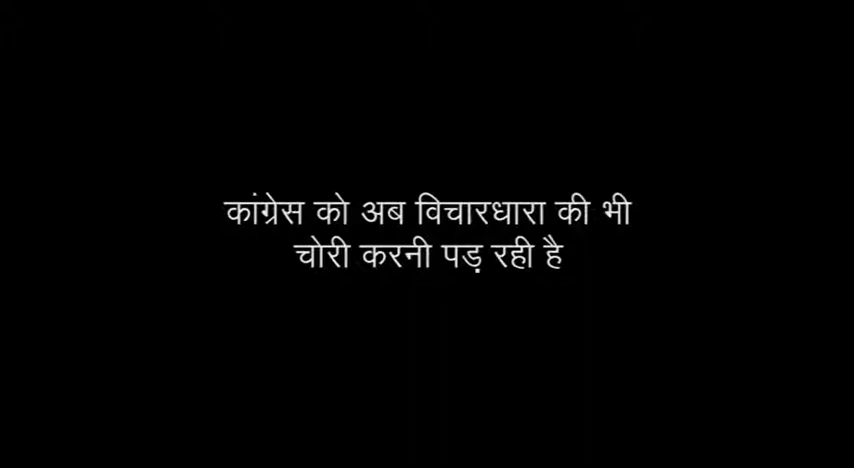 कांग्रेस को अब विचारधारा की भी
चोरी करनी पड़ रही है